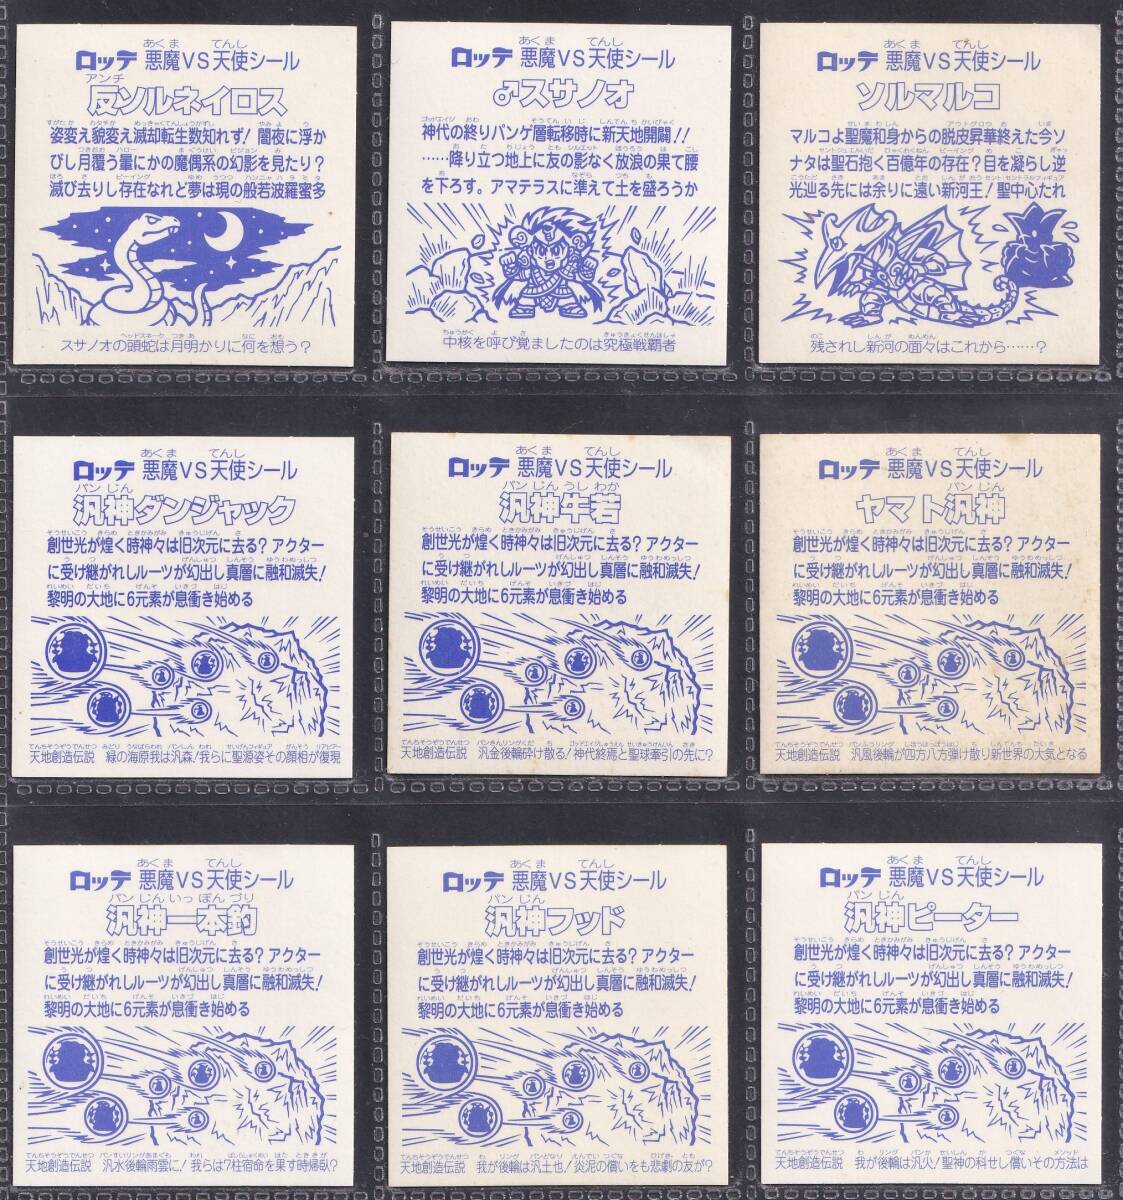 ロッテ 悪魔VS天使シール
反ソルネイロス
姿変え貌変え滅却転生数知れず! 闇夜に浮か
びし月覆う暈にかの魔偶系の幻影を見たり?
滅び去りし存在なれど夢は現の般若波羅蜜多
スサノオの頭蛇は月明かりに何を想う?
ロッテ 悪魔VS天使シール
♂スサノオ
神代の終りパンゲ層転移時に新天地開闢!!
……降り立つ地上に友の影なく放浪の果て腰
を下ろす。アマテラスに準えて土を盛ろうか
中核を呼び覚ましたのは究極戦覇者
ロッテ 悪魔VS天使シール
ソルマルコ
マルコよ聖魔和身からの脱皮昇華終えた今ソ
ナタは聖石抱く百億年の存在?目を凝らし逆
光辿る先には余りに遠い新河王! 聖中心たれ
残されし新河の面々はこれから……?
ロッテ 悪魔VS天使シール
汎神ダンジャック
創世光が煌く時神々は旧次元に去る? アクター
に受け継がれしルーツが幻出し真層に融和滅失!
黎明の大地に6元素が息衝き始める
天地創造伝説 緑の海原我は汎森/我らに聖源姿その顔相が復現
ロッテ 悪魔VS天使シール
汎神牛若
創世光が煌く時神々は旧次元に去る? アクター
に受け継がれしルーツが幻出し真層に融和滅失!
黎明の大地に6元素が息衝き始める
天地創造伝説 汎金後輪砕け散る! 神代終焉と聖球牽引の先に?
ロッテ 悪魔VS天使シール
ヤマト汎神
創世光が煌く時神々は旧次元に去る? アクター
に受け継がれしルーツが幻出し真層に融和滅失!
黎明の大地に6元素が息衝き始める
天地創造伝説 汎風後輪が四方八方弾け散り新世界の大気となる
ロッテ 悪魔VS天使シール
汎神一本釣
創世光が煌く時神々は旧次元に去る? アクター
に受け継がれしルーツが幻出し真層に融和滅失!
黎明の大地に6元素が息衝き始める
天地創造伝説 汎水後輪雨雲に! 我らは7柱宿命を果す時帰臥?
ロッテ 悪魔VS天使シール
汎神フッド
創世光が煌く時神々は旧次元に去る? アクター
に受け継がれしルーツが幻出し真層に融和滅失!
黎明の大地に6元素が息衝き始める
天地創造伝説 我が後輪は汎土也! 炎泥の償いをも悲劇の友が?
ロッテ 悪魔VS天使シール
汎神ピーター
創世光が煌く時神々は旧次元に去る? アクター
に受け継がれしルーツが幻出し真層に融和滅失!
黎明の大地に6元素が息衝き始める
天地創造伝説 我が後輪は汎火! 聖神の科せし償いその方法は